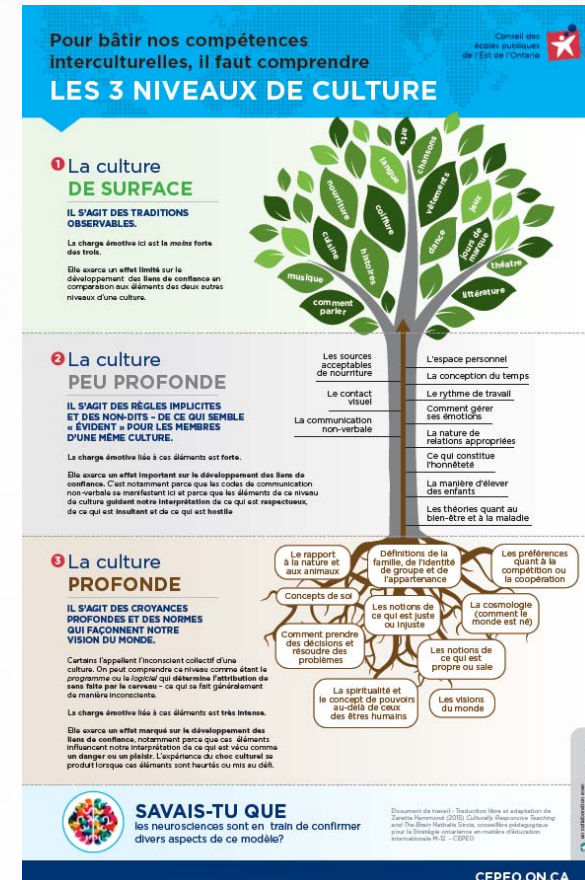 Pour bâtir nos compétences
interculturelles, il faut comprendre
LES 3 NIVEAUX DE CULTURE
Conseil des
écoles publiques
de l'Est de l'Ontario
1 La culture
DE SURFACE
IL S'AGIT DES TRADITIONS
OBSERVABLES.
La charge émotive ici est la moins forte
des trois.
Elle exerce un effet limité sur le
développement des liens de confiance en
comparaison aux éléments des deux autres
niveaux d'une culture.
arts
langue
chansons
nourriture
coiffure
vêtements
jeux
cuisine
histoires
dance
jours de
marque
théatre
musique
littérature
comment
parler
2 La culture
PEU PROFONDE
IL S'AGIT DES RÈGLES IMPLICITES
ET DES NON-DITS – DE CE QUI SEMBLE
« ÉVIDENT » POUR LES MEMBRES
D'UNE MÊME CULTURE.
La charge émotive liée à ces éléments est forte.
Elle exerce un effet important sur le développement des liens de
confiance. C'est notamment parce que les codes de communication
non-verbale se manifestent ici et parce que les éléments de ce niveau
de culture guident notre interprétation de ce qui est respectueux,
de ce qui est insultant et de ce qui est hostile
Les sources
acceptables
de nourriture
Le contact
visuel
La communication
non-verbale
L'espace personnel
La conception du temps
Le rythme de travail
Comment gérer
ses émotions
La nature de
relations appropriées
Ce qui constitue
l'honnêteté
La manière d'élever
des enfants
Les théories quant au
bien-être et à la maladie
3 La culture
PROFONDE
IL S'AGIT DES CROYANCES
PROFONDES ET DES NORMES
QUI FAÇONNENT NOTRE
VISION DU MONDE.
Certains l'appellent l'inconscient collectif d'une
culture. On peut comprendre ce niveau comme étant le
programme ou le logiciel qui détermine l'attribution de
sens faite par le cerveau – ce qui se fait généralement
de manière inconsciente.
La charge émotive liée à ces éléments est très intense.
Elle exerce un effet marqué sur le développement des
liens de confiance, notamment parce que ces éléments
influencent notre interprétation de ce qui est vécu comme
un danger ou un plaisir. L'expérience du choc culturel se
produit lorsque ces éléments sont heurtés ou mis au défi.
Le rapport
à la nature et
aux animaux
Définitions de la
famille, de l'identité
de groupe et de
l'appartenance
Les préférences
quant à la
compétition ou
la coopération
Concepts de soi
Les notions de
ce qui est juste
ou injuste
La cosmologie
(comment le
monde est né)
Comment prendre
des décisions et
résoudre des
problèmes
Les notions de
ce qui est
propre ou sale
La spiritualité et
le concept de pouvoirs
au-delà de ceux
des êtres humains
Les visions
du monde
SAVAIS-TU QUE
les neurosciences sont en train de confirmer
divers aspects de ce modèle?
Document de travail – Traduction libre et adaptation de
Zaretta Hammond (2015) Culturally Responsive Teaching
and The Brain Nathalie Sirois, conseillère pédagogique
pour la Stratégie ontarienne en matière d'éducation
internationale M-12 - CEPEO
en collaboration avec
CEPEO.ON.CA